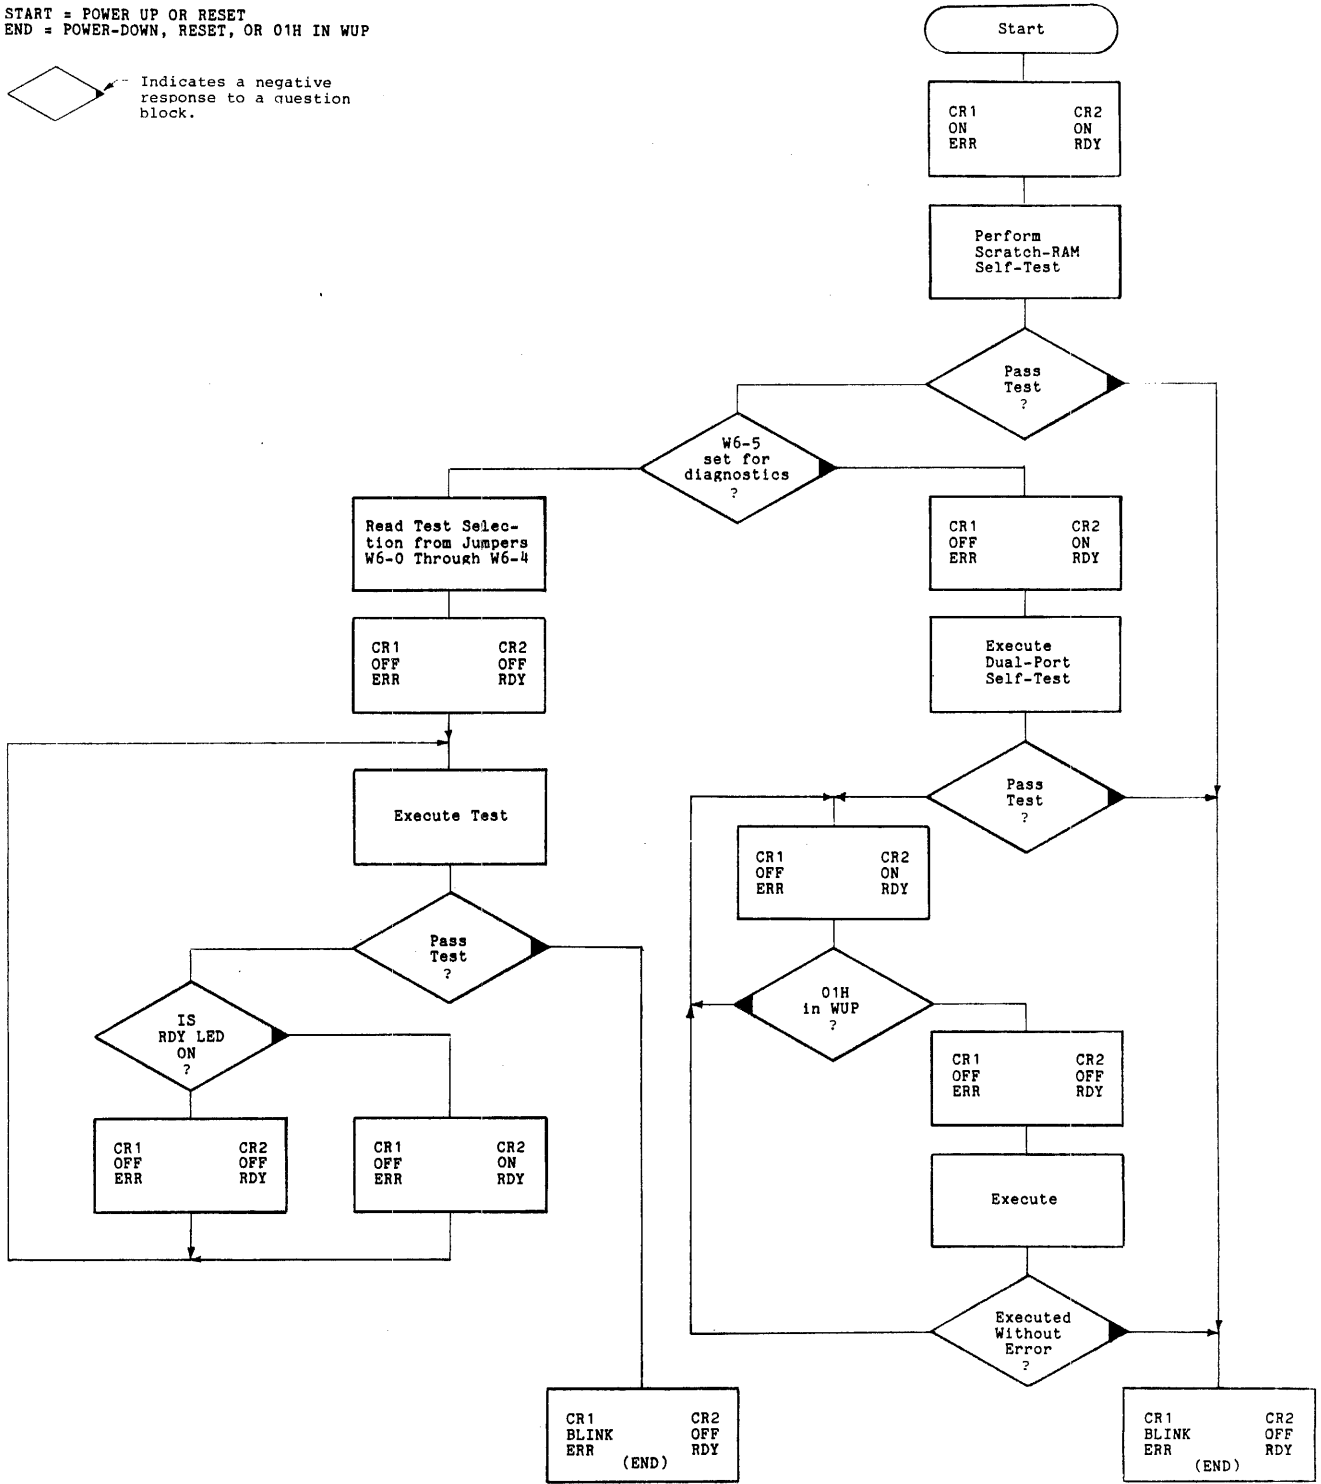 START = POWER UP OR RESET
END = POWER-DOWN, RESET, OR 01H IN WUP
Indicates a negative
response to a question
block.
Start
CR1 CR2
ON ON
ERR RDY
Perform
Scratch-RAM
Self-Test
Pass
Test
?
W6-5
set for
diagnostics
?
Read Test Selec-
tion from Jumpers
W6-0 Through W6-4
CR1 CR2
OFF ON
ERR RDY
CR1 CR2
OFF OFF
ERR RDY
Execute
Dual-Port
Self-Test
Execute Test
Pass
Test
?
CR1 CR2
OFF ON
ERR RDY
Pass
Test
?
01H
in WUP
?
IS
RDY LED
ON
?
CR1 CR2
OFF OFF
ERR RDY
CR1 CR2
OFF OFF
ERR RDY
CR1 CR2
OFF ON
ERR RDY
Execute
Executed
Without
Error
?
CR1 CR2
BLINK OFF
ERR RDY
(END)
CR1 CR2
BLINK OFF
ERR RDY
(END)